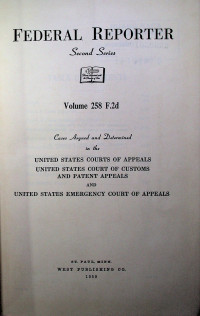 FEDERAL REPORTER
Second Series
Volume 258 F.2d
Cases Argued and Determined
in the
UNITED STATES COURTS OF APPEALS
UNITED STATES COURT OF CUSTOMS
AND PATENT APPEALS
AND
UNITED STATES EMERGENCY COURT OF APPEALS
ST. PAUL, MINN.
WEST PUBLISHING CO.